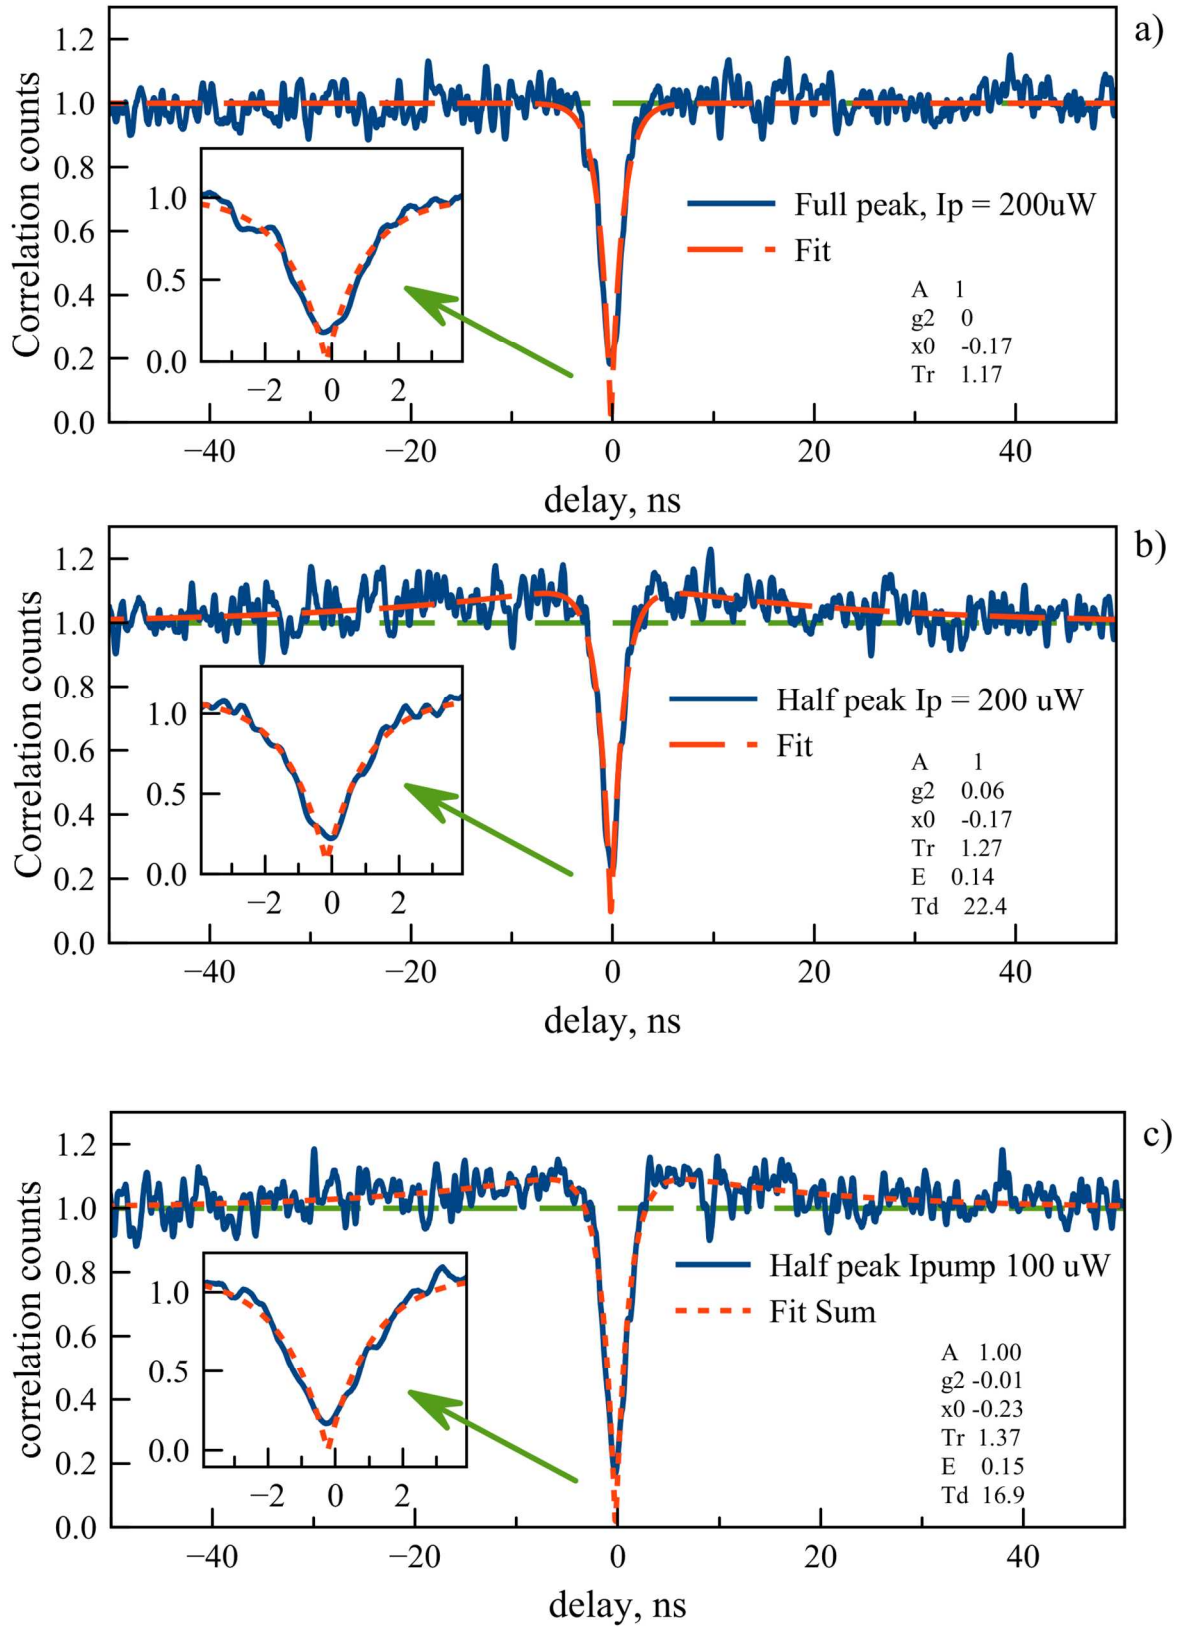 a)
Correlation counts
1.2
1.0
0.8
0.6
0.4
0.2
0.0
1.0
0.5
0.0
−2 0 2
Full peak, Ip = 200uW
Fit
A 1
g2 0
x0 -0.17
Tr 1.17
−40 −20 0 20 40
delay, ns
b)
Correlation counts
1.2
1.0
0.8
0.6
0.4
0.2
0.0
1.0
0.5
0.0
−2 0 2
Half peak Ip = 200 uW
Fit
A 1
g2 0.06
x0 -0.17
Tr 1.27
E 0.14
Td 22.4
−40 −20 0 20 40
delay, ns
c)
correlation counts
1.2
1.0
0.8
0.6
0.4
0.2
0.0
1.0
0.5
0.0
−2 0 2
Half peak Ipump 100 uW
Fit Sum
A 1.00
g2 -0.01
x0 -0.23
Tr 1.37
E 0.15
Td 16.9
−40 −20 0 20 40
delay, ns